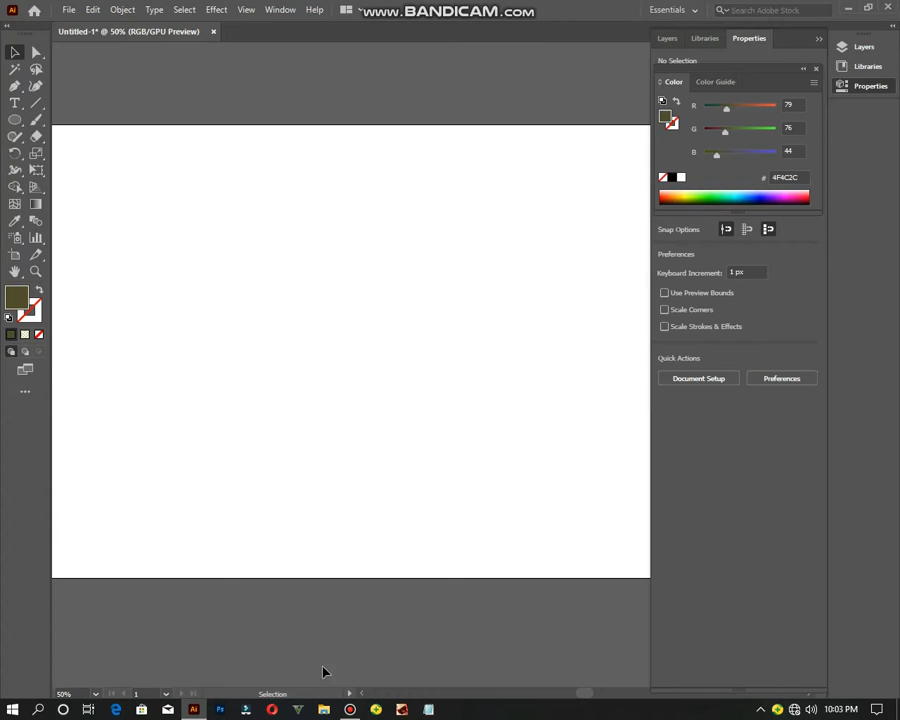 www.BANDICAM.com
Ai File Edit Object Type Select Effect View Window Help Essentials Search Adobe Stock
Untitled-1* @ 50% (RGB/GPU Preview)
Layers Libraries Properties
No Selection
Color Color Guide
R 79
G 76
B 44
# 4F4C2C
Snap Options
Preferences
Keyboard Increment: 1 px
Use Preview Bounds
Scale Corners
Scale Strokes & Effects
Quick Actions
Document Setup Preferences
Layers
Libraries
Properties
T
50% 1 Selection
Ai Ps 10:03 PM